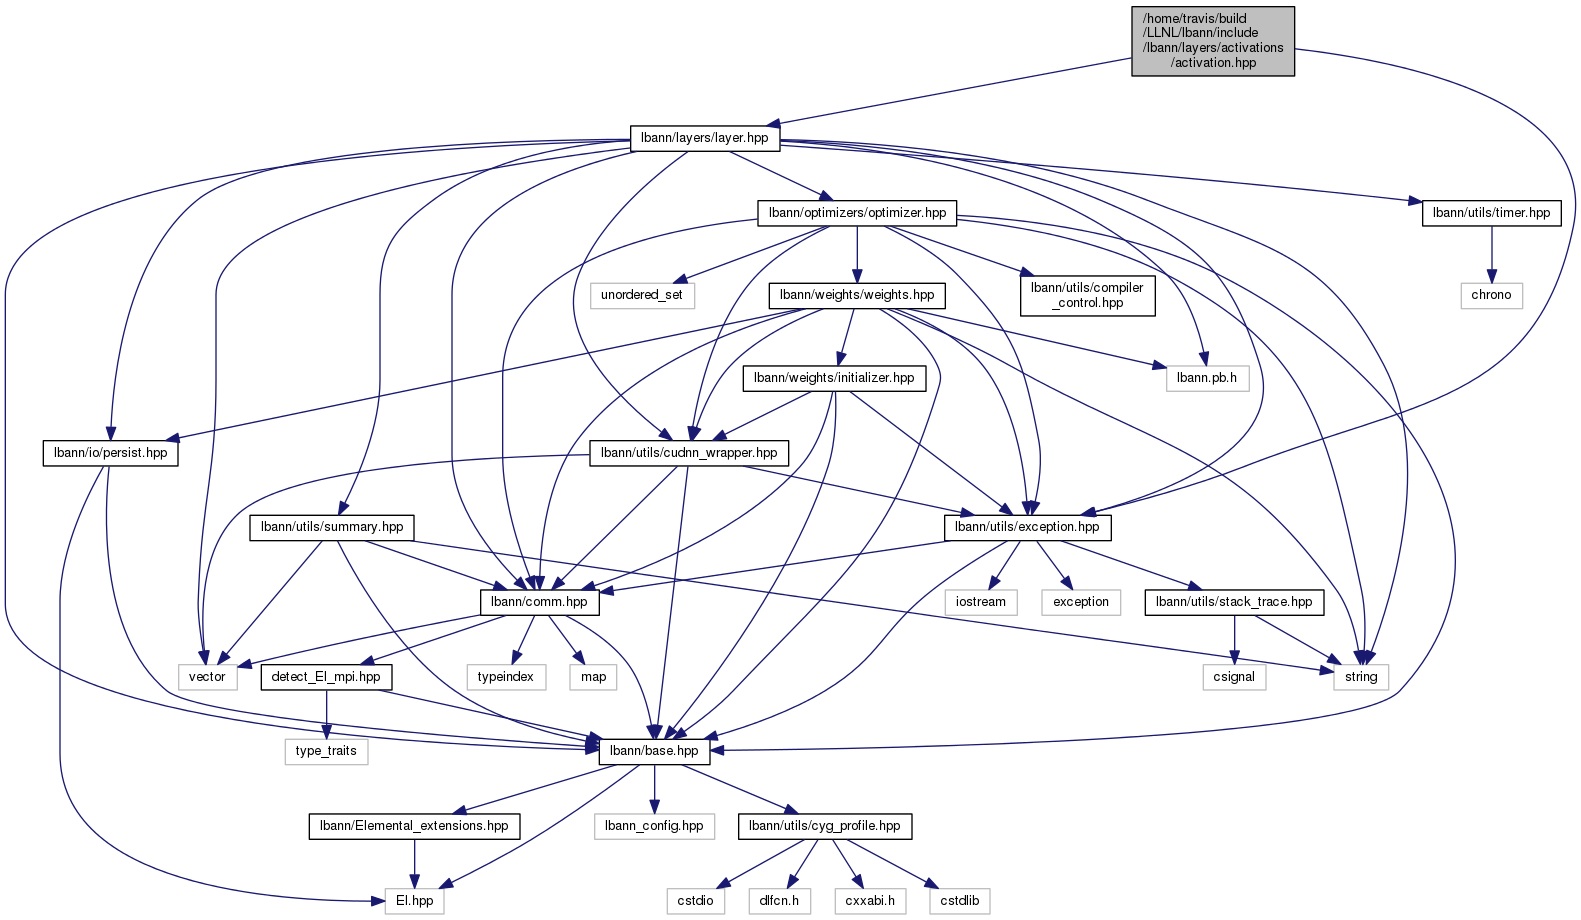 /home/travis/build
/LLNL/lbann/include
/lbann/layers/activations
/activation.hpp
lbann/layers/layer.hpp
lbann/optimizers/optimizer.hpp
lbann/utils/timer.hpp
unordered_set
lbann/weights/weights.hpp
lbann/utils/compiler
_control.hpp
chrono
lbann/weights/initializer.hpp
lbann.pb.h
lbann/io/persist.hpp
lbann/utils/cudnn_wrapper.hpp
lbann/utils/summary.hpp
lbann/utils/exception.hpp
lbann/comm.hpp
iostream
exception
lbann/utils/stack_trace.hpp
vector
detect_El_mpi.hpp
typeindex
map
csignal
string
type_traits
lbann/base.hpp
lbann/Elemental_extensions.hpp
lbann_config.hpp
lbann/utils/cyg_profile.hpp
El.hpp
cstdio
dlfcn.h
cxxabi.h
cstdlib